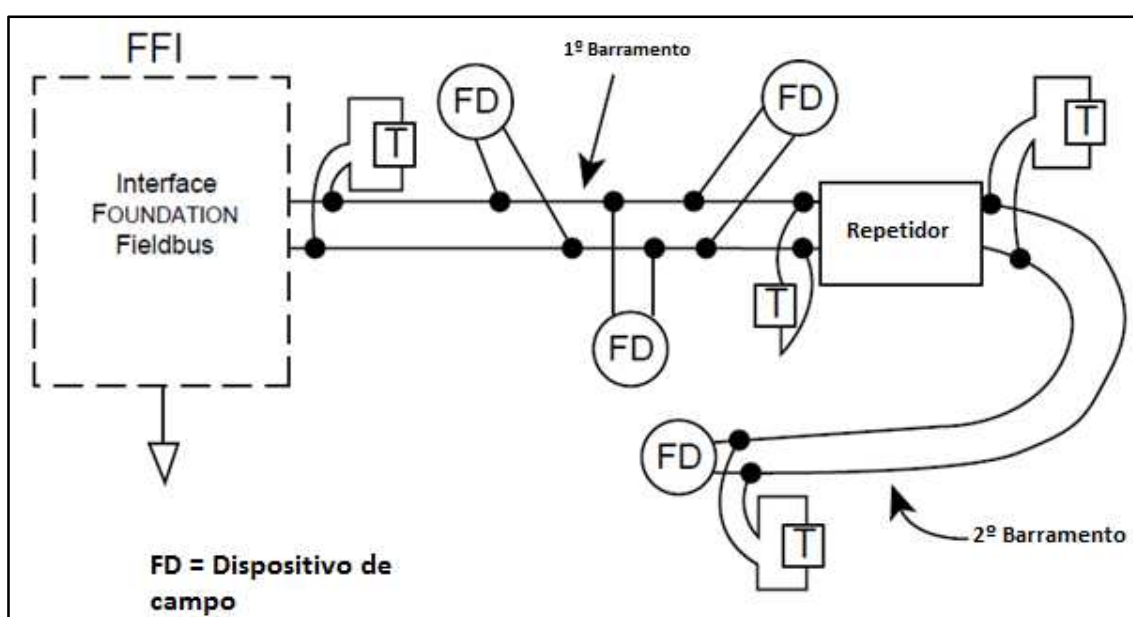 FFI
1º Barramento
FD
FD
T
T
Interface
FOUNDATION
Fieldbus
Repetidor
T
FD
FD
T
2º Barramento
FD = Dispositivo de
campo